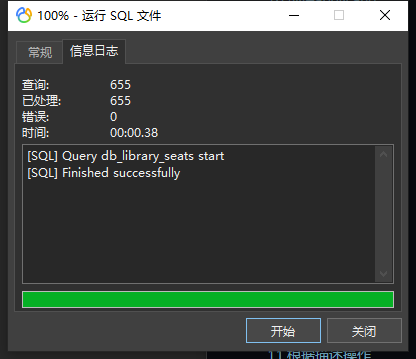 100% - 运行 SQL 文件
常规 信息日志
查询: 655
已处理: 655
错误: 0
时间: 00:00.38
[SQL] Query db_library_seats start
[SQL] Finished successfully
开始 关闭